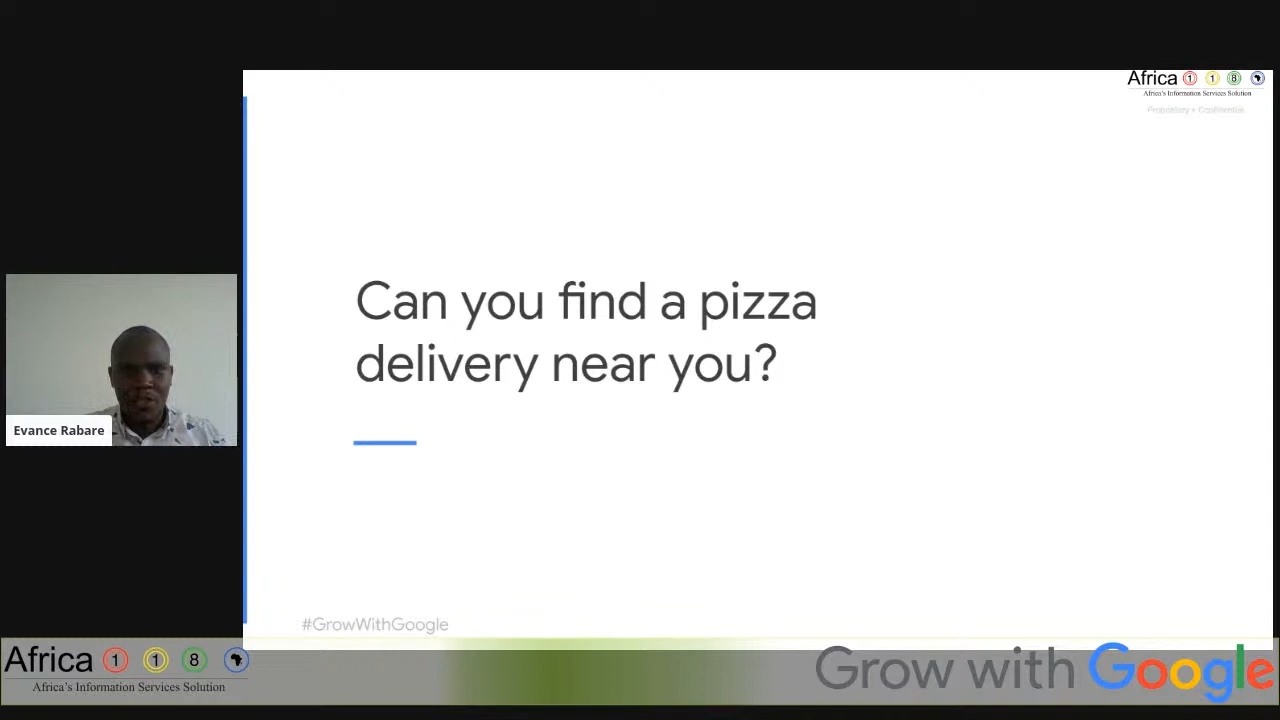 Africa 1 1 8
Africa's Information Services Solution
Proprietary + Confidential
Can you find a pizza
delivery near you?
Evance Rabare
#GrowWithGoogle
Africa 1 1 8
Africa's Information Services Solution
Grow with Google